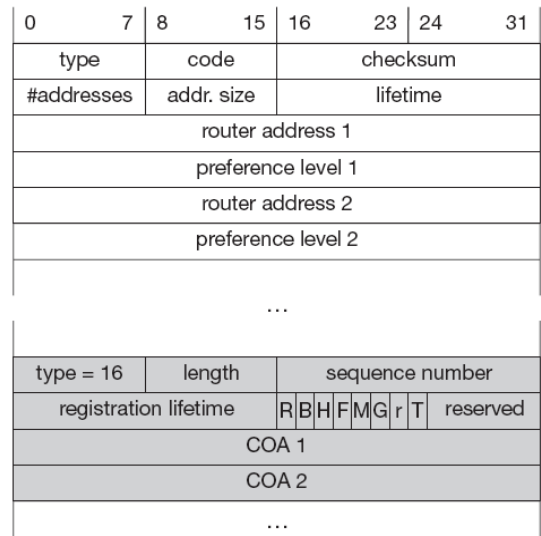 0 7 8 15 16 23 24 31
type code checksum
#addresses addr. size lifetime
router address 1
preference level 1
router address 2
preference level 2
...
type = 16 length sequence number
registration lifetime R B H F M G r T reserved
COA 1
COA 2
...